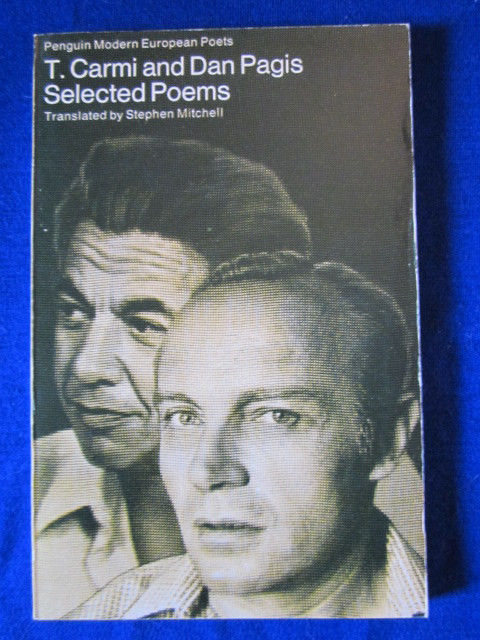 Penguin Modern European Poets
T. Carmi and Dan Pagis
Selected Poems
Translated by Stephen Mitchell